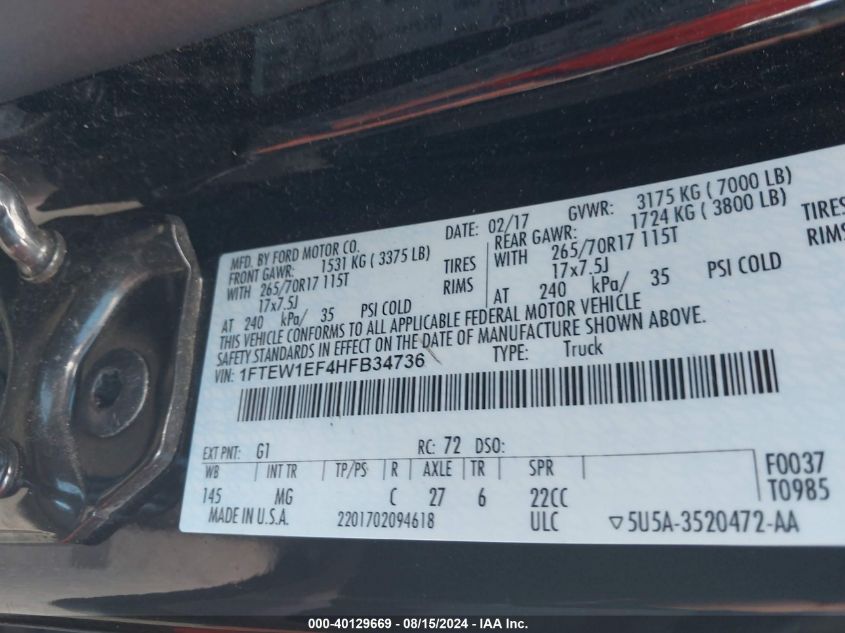 MFD. BY FORD MOTOR CO. DATE: 02/17 GVWR: 3175 KG ( 7000 LB)
FRONT GAWR: 1531 KG ( 3375 LB) REAR GAWR: 1724 KG ( 3800 LB)
WITH 265/70R17 115T TIRES WITH 265/70R17 115T TIRES
17x7.5J RIMS 17x7.5J RIMS
AT 240 kPa/ 35 PSI COLD AT 240 kPa/ 35 PSI COLD
THIS VEHICLE CONFORMS TO ALL APPLICABLE FEDERAL MOTOR VEHICLE
SAFETY STANDARDS IN EFFECT ON THE DATE OF MANUFACTURE SHOWN ABOVE.
VIN: 1FTEW1EF4HFB34736 TYPE: Truck
EXT PNT: G1 RC: 72 DSO:
WB INT TR TP/PS R AXLE TR SPR F0037
145 MG C 27 6 22CC T0985
MADE IN U.S.A. 2201702094618 ULC ▽5U5A-3520472-AA
000-40129669 - 08/15/2024 - IAA Inc.